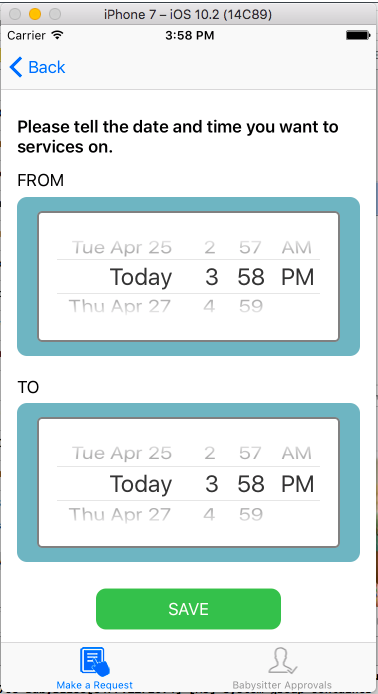 iPhone 7 – iOS 10.2 (14C89)
Carrier 3:58 PM
Back
Please tell the date and time you want to
services on.
FROM
Tue Apr 25 2 57 AM
Today 3 58 PM
Thu Apr 27 4 59
TO
Tue Apr 25 2 57 AM
Today 3 58 PM
Thu Apr 27 4 59
SAVE
Make a Request Babysitter Approvals